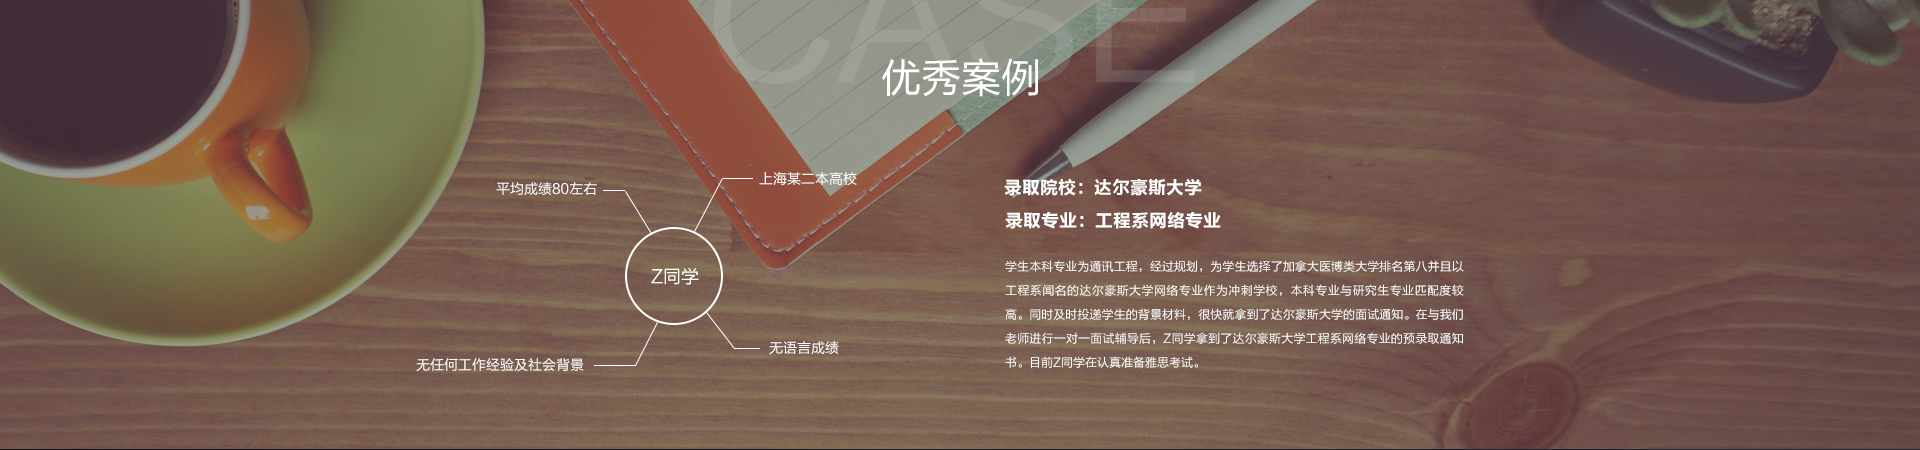 CASE
优秀案例
平均成绩80左右
上海某二本高校
Z同学
无任何工作经验及社会背景
无语言成绩
录取院校：达尔豪斯大学
录取专业：工程系网络专业
学生本科专业为通讯工程，经过规划，为学生选择了加拿大医博类大学排名第八并且以
工程系闻名的达尔豪斯大学网络专业作为冲刺学校，本科专业与研究生专业匹配度较
高。同时及时投递学生的背景材料，很快就拿到了达尔豪斯大学的面试通知。在与我们
老师进行一对一面试辅导后，Z同学拿到了达尔豪斯大学工程系网络专业的预录取通知
书。目前Z同学在认真准备雅思考试。